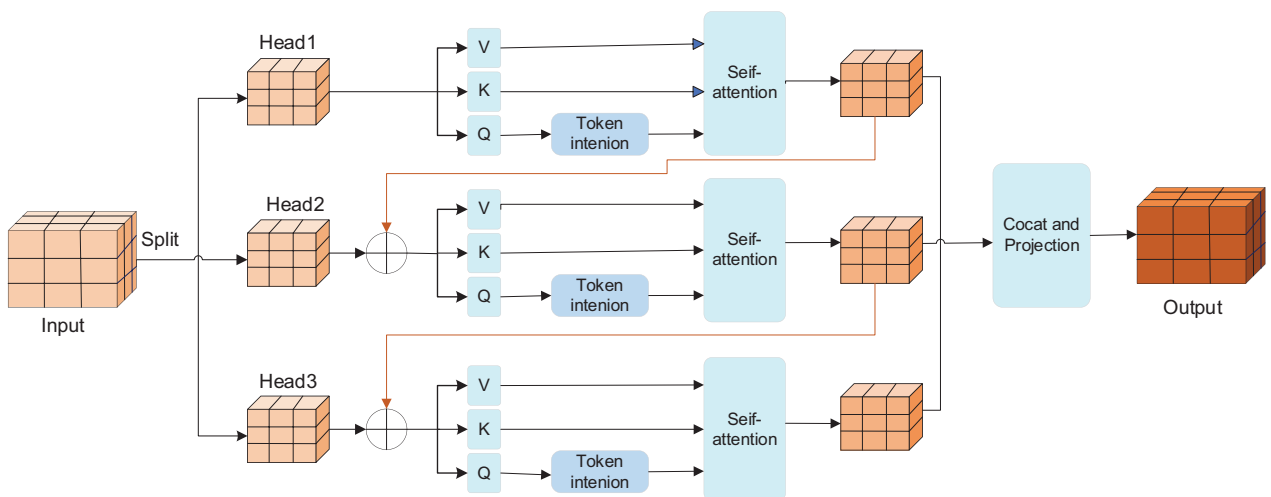 Head1
V
K
Q
Token
intenion
Seif-
attention
Input
Split
Head2
V
K
Q
Token
intenion
Seif-
attention
Cocat and
Projection
Output
Head3
V
K
Q
Token
intenion
Seif-
attention